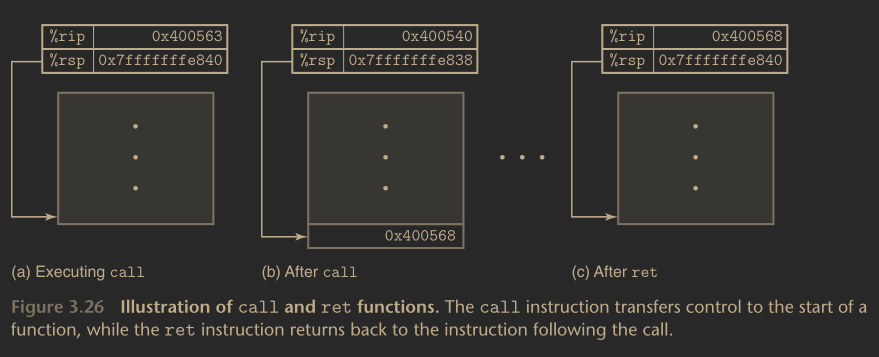 %rip 0x400563 %rip 0x400540 %rip 0x400568
%rsp 0x7fffffffe840 %rsp 0x7fffffffe838 %rsp 0x7fffffffe840
0x400568
(a) Executing call (b) After call (c) After ret
Figure 3.26 Illustration of call and ret functions. The call instruction transfers control to the start of a
function, while the ret instruction returns back to the instruction following the call.